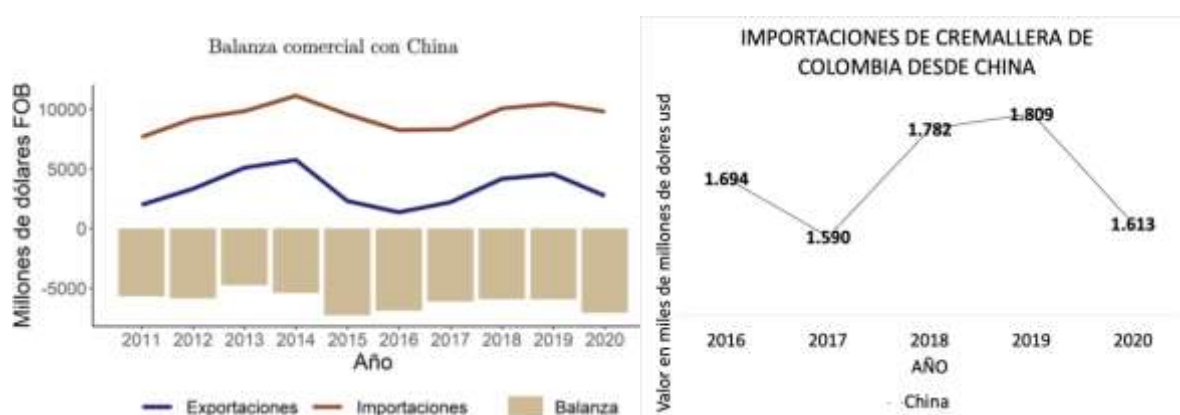 Balanza comercial con China
Millones de dólares FOB
10000
5000
0
-5000
2011 2012 2013 2014 2015 2016 2017 2018 2019 2020
Año
Exportaciones Importaciones Balanza
IMPORTACIONES DE CREMALLERA DE
COLOMBIA DESDE CHINA
Valor en miles de millones de dolres usd
1.694
1.590
1.782
1.809
1.613
2016 2017 2018 2019 2020
AÑO
China